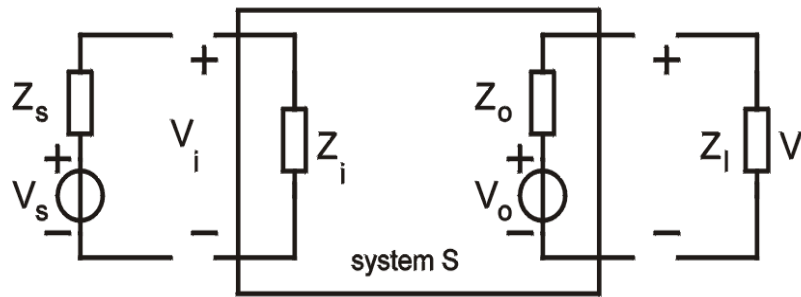 +
+
Z_s
Z_o
V_i
Z_i
Z_l
V
+
V_s
+
V_o
−
−
−
−
system S